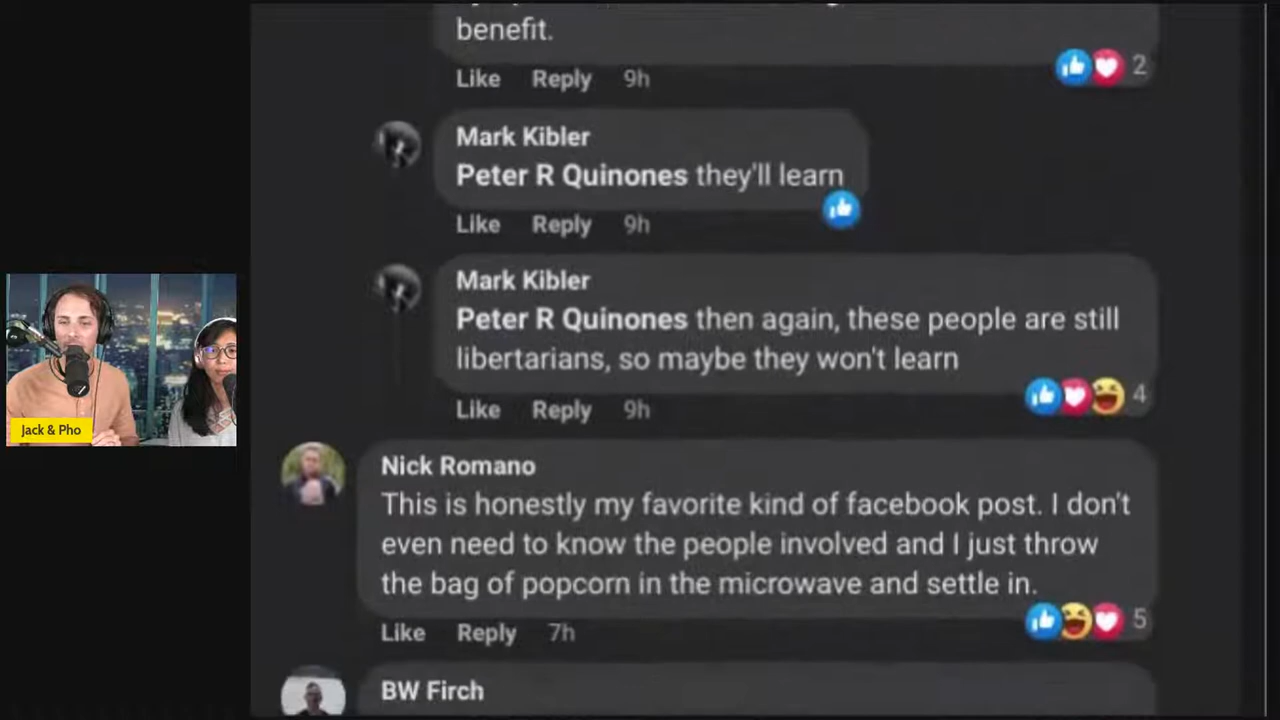 benefit.
Like Reply 9h
2
Mark Kibler
Peter R Quinones they'll learn
Like Reply 9h
Mark Kibler
Peter R Quinones then again, these people are still
libertarians, so maybe they won't learn
4
Like Reply 9h
Jack & Pho
Nick Romano
This is honestly my favorite kind of facebook post. I don't
even need to know the people involved and I just throw
the bag of popcorn in the microwave and settle in.
5
Like Reply 7h
BW Firch